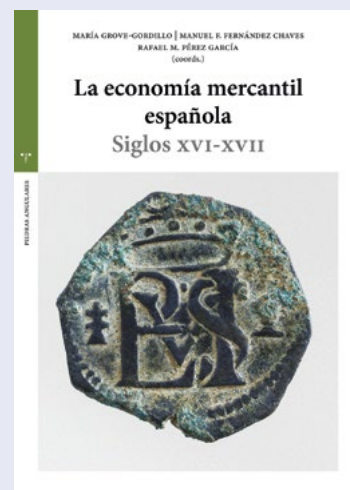 MARÍA GROVE-GORDILLO | MANUEL F. FERNÁNDEZ CHAVES
RAFAEL M. PÉREZ GARCÍA
(coords.)
La economía mercantil
española
Siglos XVI-XVII
PIEDRAS ANGULARES